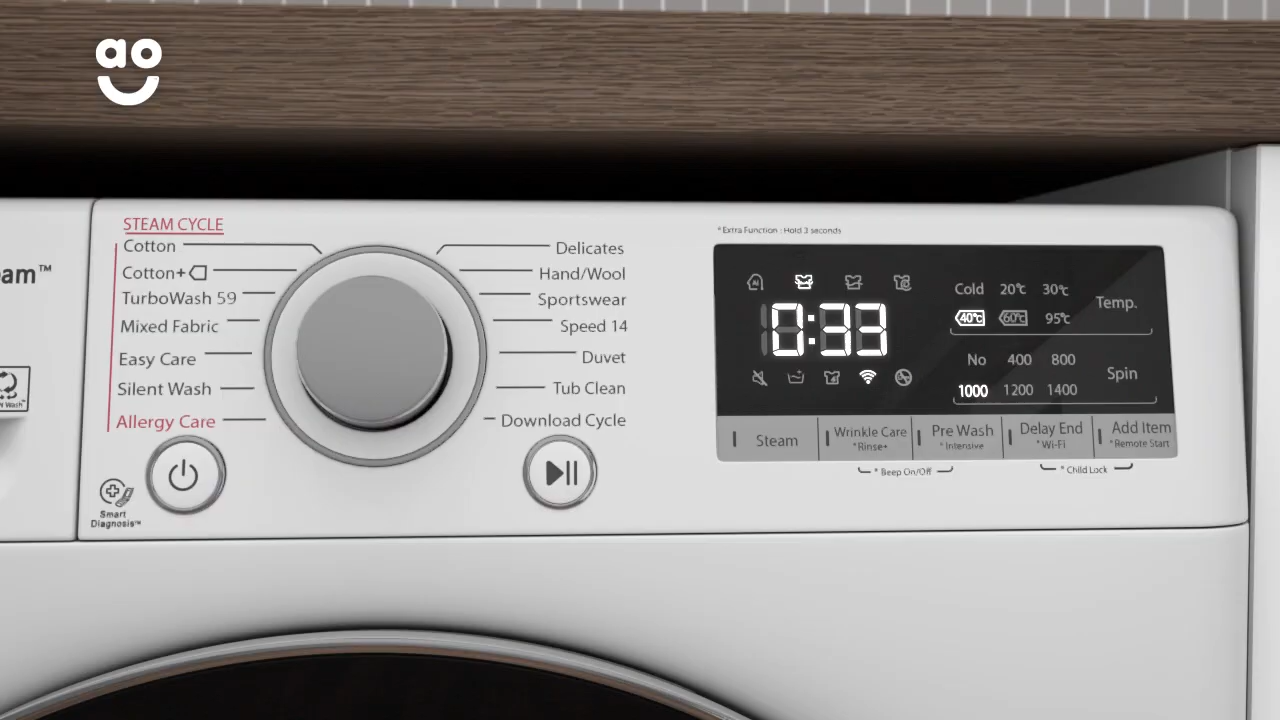 ao
STEAM CYCLE
Cotton
Cotton+
TurboWash 59
Mixed Fabric
Easy Care
Silent Wash
Allergy Care
Delicates
Hand/Wool
Sportswear
Speed 14
Duvet
Tub Clean
Download Cycle
Smart
Diagnosis™
*Extra Function : Hold 3 seconds
AI
0:33
Cold 20℃ 30℃
40℃ 60℃ 95℃
Temp.
No 400 800
1000 1200 1400
Spin
Steam
Wrinkle Care
*Rinse+
Pre Wash
*Intensive
Delay End
*Wi-Fi
Add Item
*Remote Start
* Beep On/Off
* Child Lock